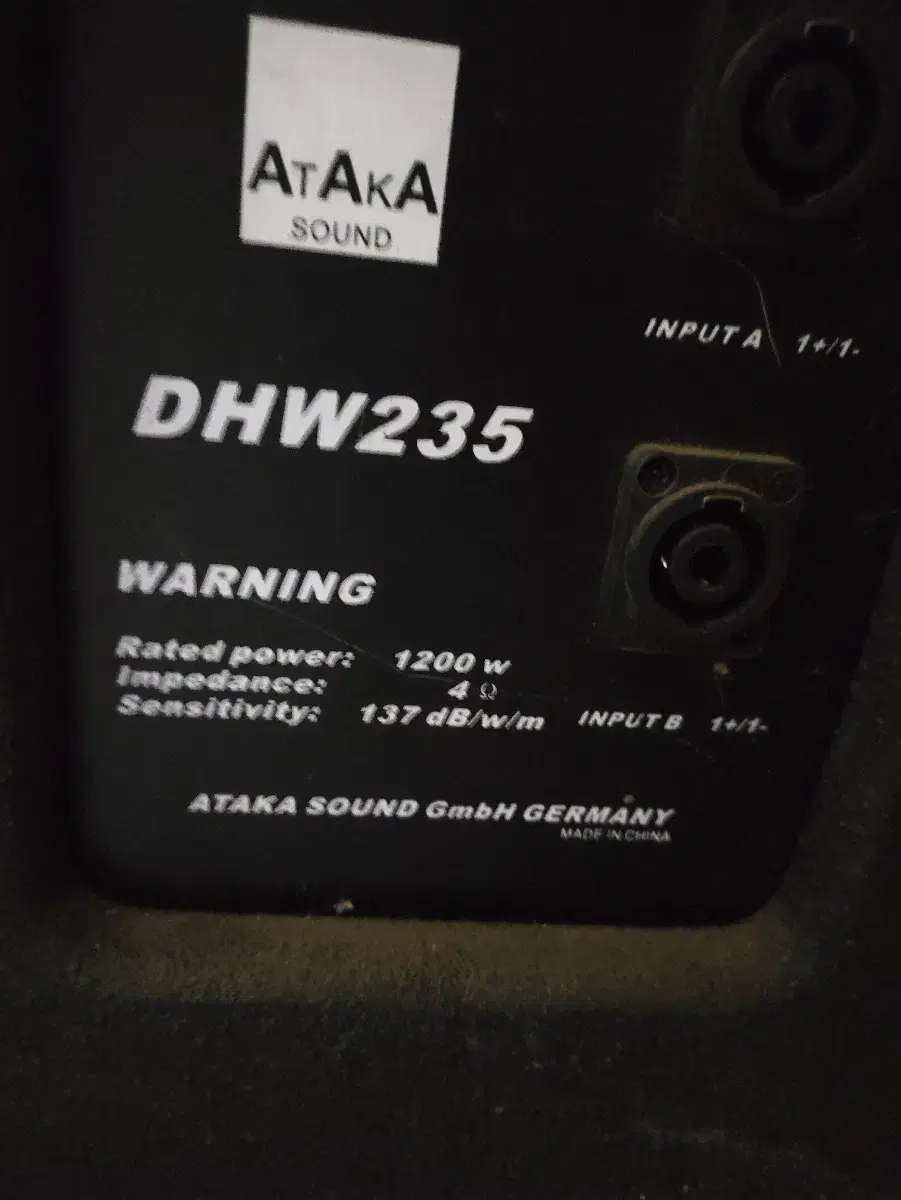 ATAKA
SOUND
INPUT A 1+/1-
DHW235
WARNING
Rated power: 1200 w
Impedance: 4 Ω
Sensitivity: 137 dB/w/m
INPUT B 1+/1-
ATAKA SOUND GmbH GERMANY
MADE IN CHINA